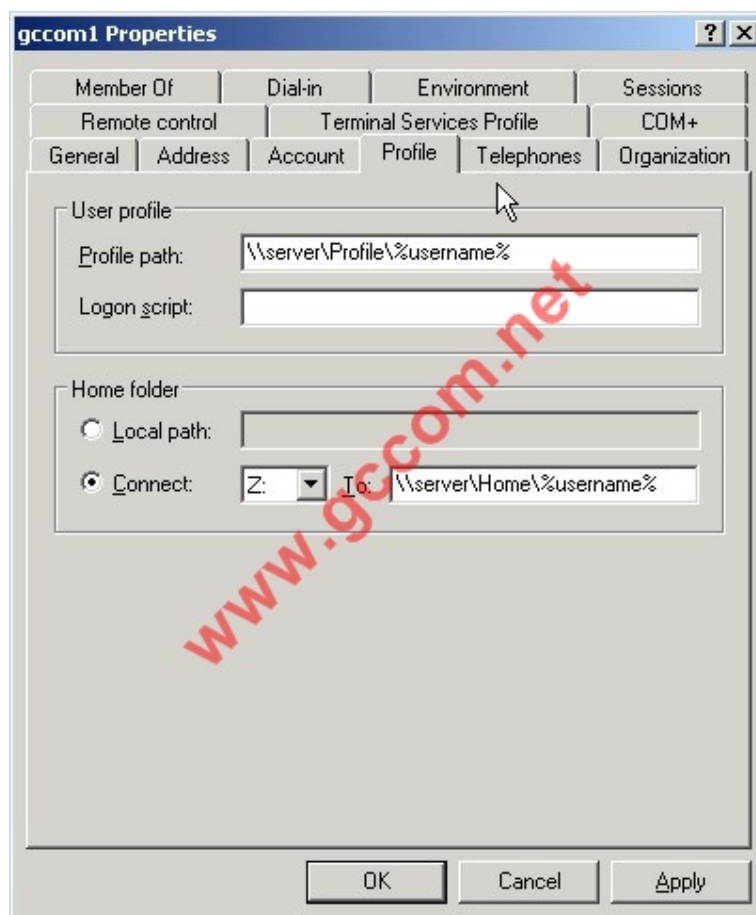 gccom1 Properties
Member Of Dial-in Environment Sessions
Remote control Terminal Services Profile COM+
General Address Account Profile Telephones Organization
User profile
Profile path: \\server\Profile\%username%
Logon script:
Home folder
Local path:
Connect: Z: To: \\server\Home\%username%
www.gccom.net
OK Cancel Apply